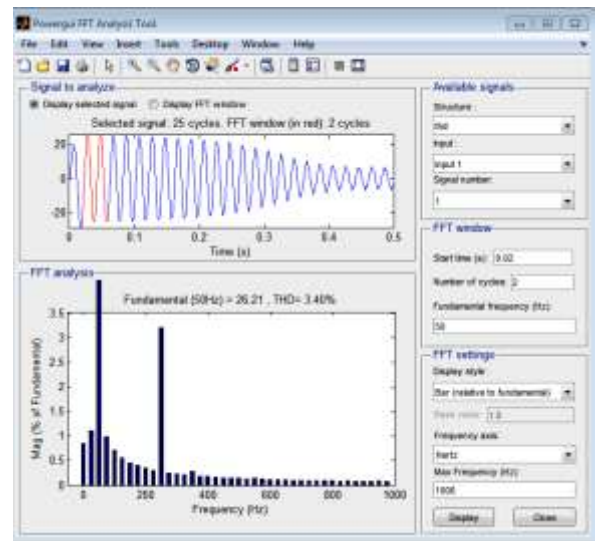 Powergui FFT Analysis Tool
File Edit View Insert Tools Desktop Window Help
Signal to analyze
Display selected signal Display FFT window
Selected signal: 25 cycles. FFT window (in red): 2 cycles
20
0
-20
0 0.1 0.2 0.3 0.4 0.5
Time (s)
FFT analysis
Fundamental (50Hz) = 26.21 , THD= 3.40%
3.5
3
2.5
2
1.5
1
0.5
0
Mag (% of Fundamental)
0 200 400 600 800 1000
Frequency (Hz)
Available signals
Structure :
Input :
input 1
Signal number:
1
FFT window
Start time (s): 0.02
Number of cycles: 2
Fundamental frequency (Hz):
50
FFT settings
Display style :
Bar (relative to fundamental)
Base value: 1.0
Frequency axis:
Hertz
Max Frequency (Hz):
1000
Display Close